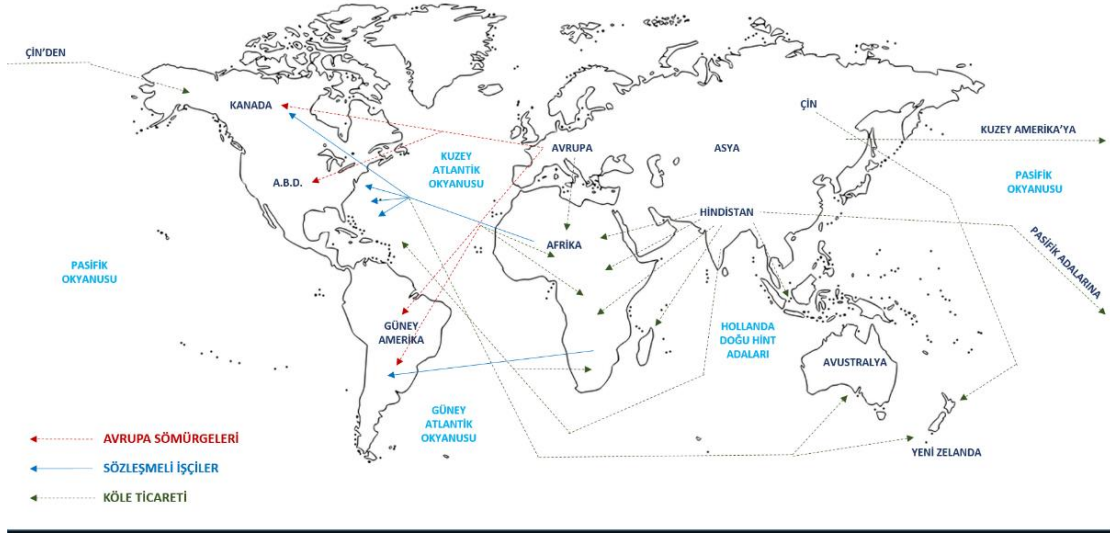 ÇİN'DEN
KANADA
ÇİN
KUZEY AMERİKA'YA
KUZEY
ATLANTİK
OKYANUSU
AVRUPA
ASYA
PASİFİK
OKYANUSU
A.B.D.
HİNDİSTAN
AFRİKA
PASİFİK ADALARINA
PASİFİK
OKYANUSU
GÜNEY
AMERİKA
HOLLANDA
DOĞU HİNT
ADALARI
AVUSTRALYA
GÜNEY
ATLANTİK
OKYANUSU
YENİ ZELANDA
AVRUPA SÖMÜRGELERİ
SÖZLEŞMELİ İŞÇİLER
KÖLE TİCARETİ